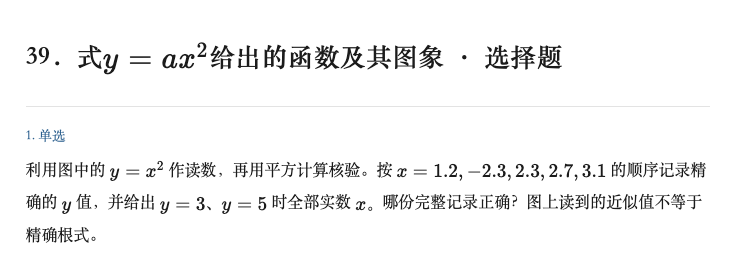 39．式y = ax²给出的函数及其图象 · 选择题
1. 单选
利用图中的 y = x² 作读数，再用平方计算核验。按 x = 1.2, −2.3, 2.3, 2.7, 3.1 的顺序记录精
确的 y 值，并给出 y = 3、y = 5 时全部实数 x。哪份完整记录正确？图上读到的近似值不等于
精确根式。